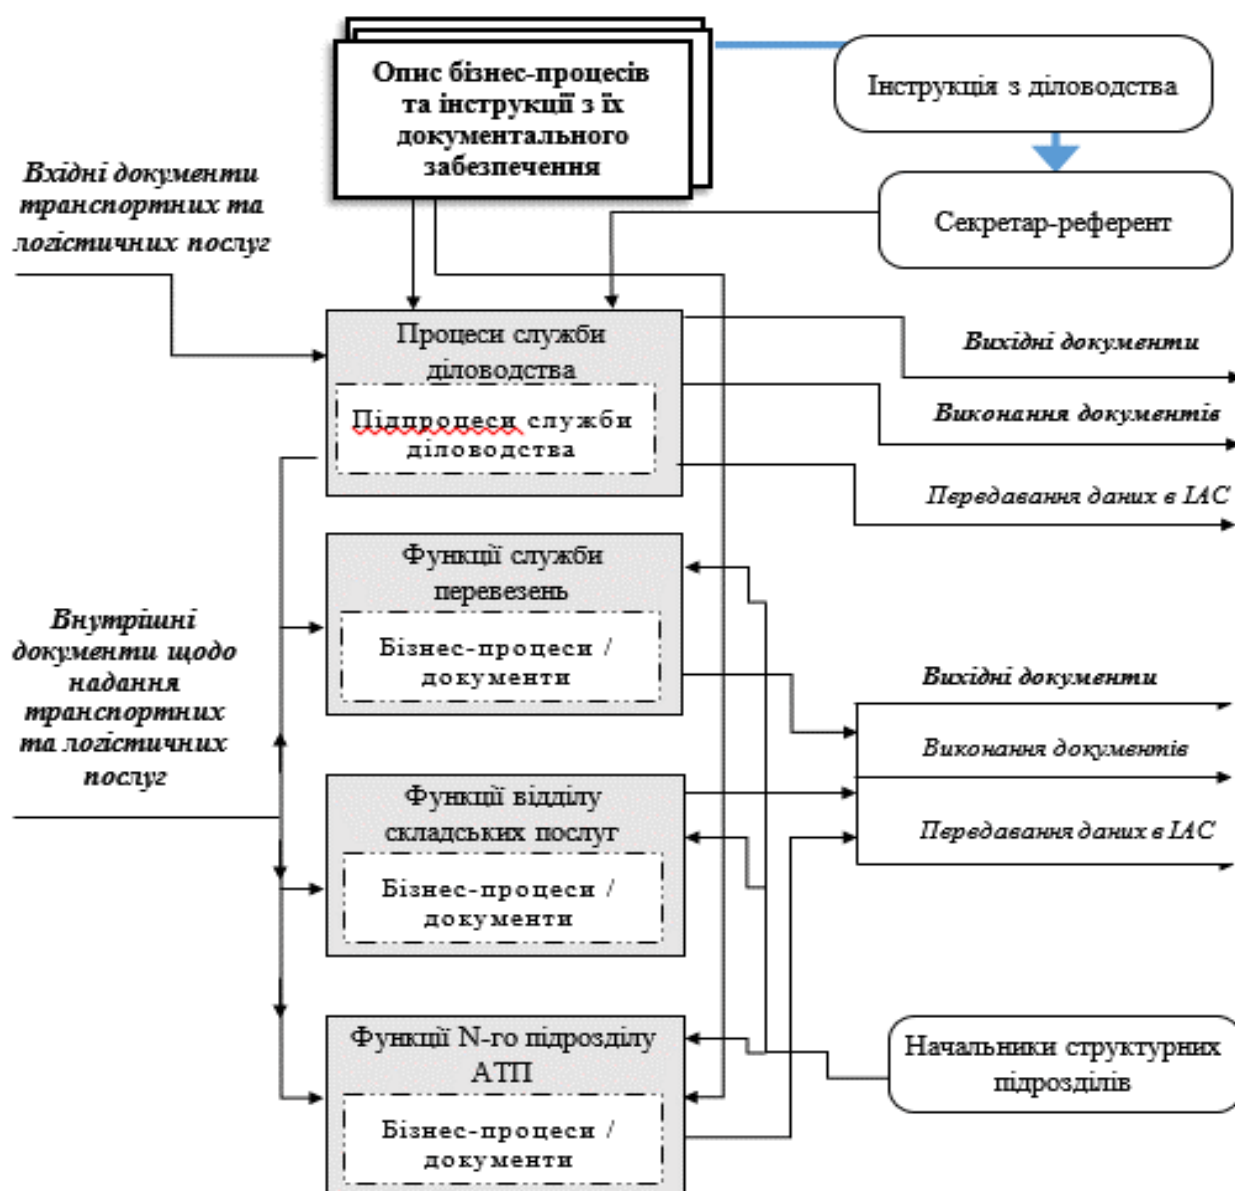 Опис бізнес-процесів
та інструкції з їх
документального
забезпечення
Інструкція з діловодства
Секретар-референт
Вхідні документи
транспортних та
логістичних послуг
Процеси служби
діловодства
Підпроцеси служби
діловодства
Вихідні документи
Виконання документів
Передавання даних в ІАС
Функції служби
перевезень
Бізнес-процеси /
документи
Внутрішні
документи щодо
надання
транспортних
та логістичних
послуг
Вихідні документи
Виконання документів
Передавання даних в ІАС
Функції відділу
складських послуг
Бізнес-процеси /
документи
Функції N-го підрозділу
АТП
Бізнес-процеси /
документи
Начальники структурних
підрозділів